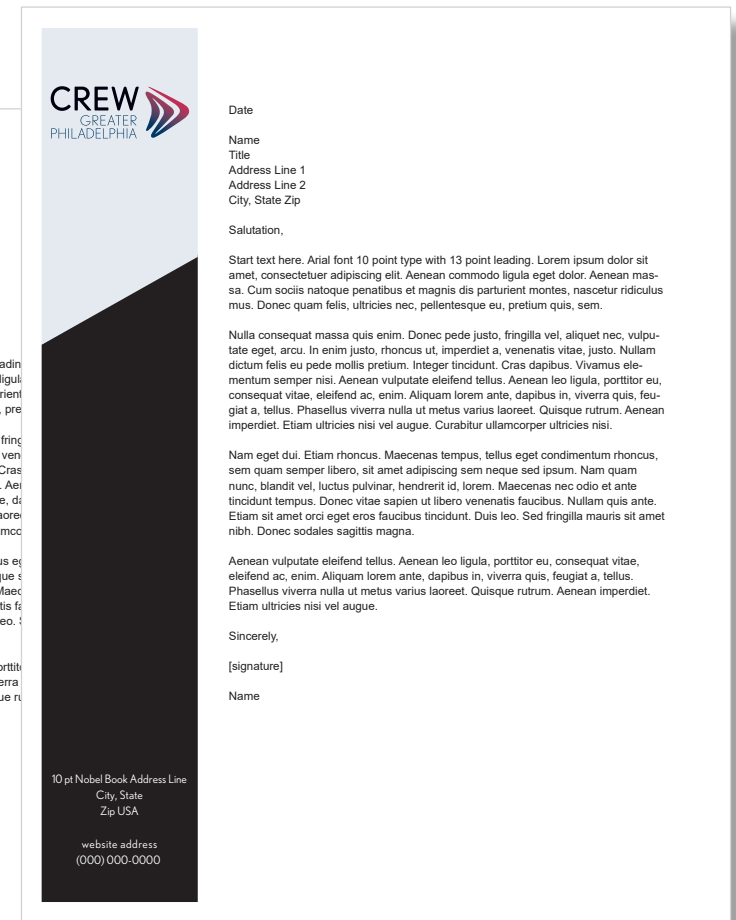 CREW
GREATER
PHILADELPHIA
Date
Name
Title
Address Line 1
Address Line 2
City, State Zip
Salutation,
Start text here. Arial font 10 point type with 13 point leading. Lorem ipsum dolor sit
amet, consectetuer adipiscing elit. Aenean commodo ligula eget dolor. Aenean mas-
sa. Cum sociis natoque penatibus et magnis dis parturient montes, nascetur ridiculus
mus. Donec quam felis, ultricies nec, pellentesque eu, pretium quis, sem.
Nulla consequat massa quis enim. Donec pede justo, fringilla vel, aliquet nec, vulpu-
tate eget, arcu. In enim justo, rhoncus ut, imperdiet a, venenatis vitae, justo. Nullam
dictum felis eu pede mollis pretium. Integer tincidunt. Cras dapibus. Vivamus ele-
mentum semper nisi. Aenean vulputate eleifend tellus. Aenean leo ligula, porttitor eu,
consequat vitae, eleifend ac, enim. Aliquam lorem ante, dapibus in, viverra quis, feu-
giat a, tellus. Phasellus viverra nulla ut metus varius laoreet. Quisque rutrum. Aenean
imperdiet. Etiam ultricies nisi vel augue. Curabitur ullamcorper ultricies nisi.
Nam eget dui. Etiam rhoncus. Maecenas tempus, tellus eget condimentum rhoncus,
sem quam semper libero, sit amet adipiscing sem neque sed ipsum. Nam quam
nunc, blandit vel, luctus pulvinar, hendrerit id, lorem. Maecenas nec odio et ante
tincidunt tempus. Donec vitae sapien ut libero venenatis faucibus. Nullam quis ante.
Etiam sit amet orci eget eros faucibus tincidunt. Duis leo. Sed fringilla mauris sit amet
nibh. Donec sodales sagittis magna.
Aenean vulputate eleifend tellus. Aenean leo ligula, porttitor eu, consequat vitae,
eleifend ac, enim. Aliquam lorem ante, dapibus in, viverra quis, feugiat a, tellus.
Phasellus viverra nulla ut metus varius laoreet. Quisque rutrum. Aenean imperdiet.
Etiam ultricies nisi vel augue.
Sincerely,
[signature]
Name
10 pt Nobel Book Address Line
City, State
Zip USA
website address
(000) 000-0000